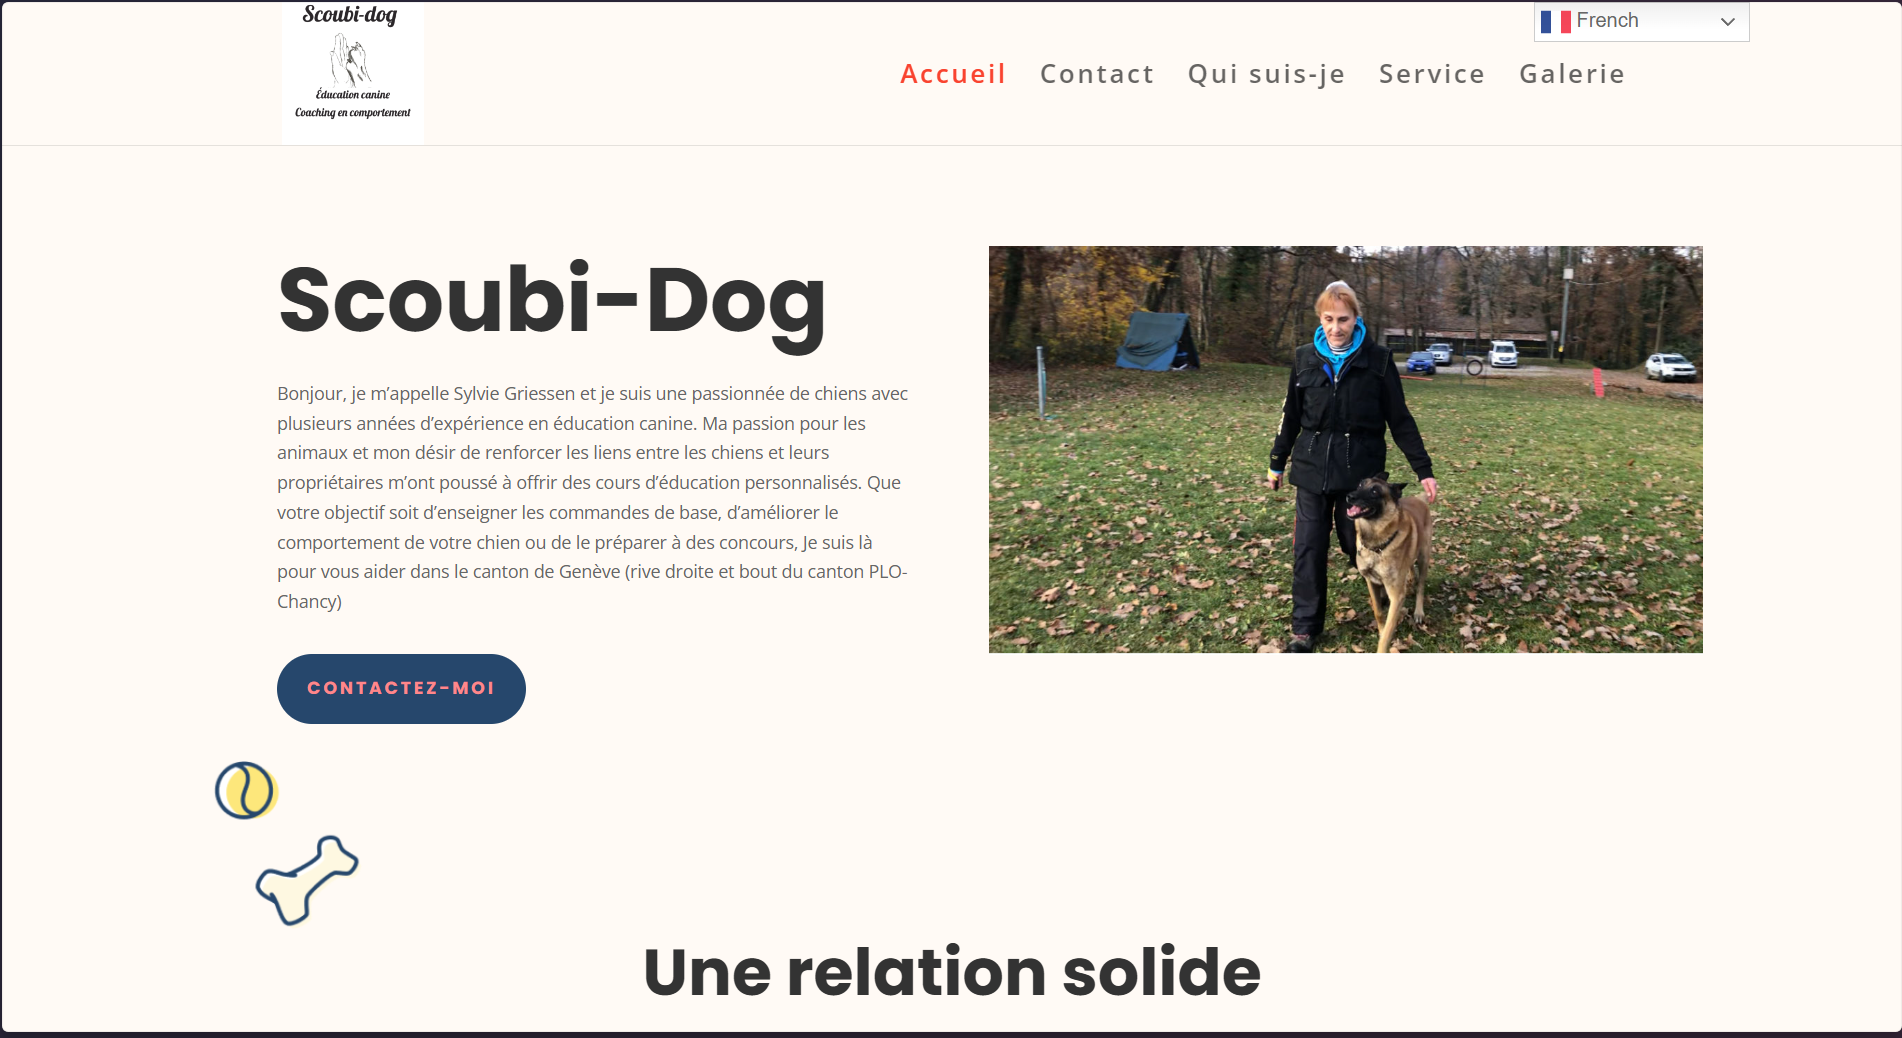 Scoubi-dog
Éducation canine
Coaching en comportement
French
Accueil Contact Qui suis-je Service Galerie
Scoubi-Dog
Bonjour, je m’appelle Sylvie Griessen et je suis une passionnée de chiens avec
plusieurs années d’expérience en éducation canine. Ma passion pour les
animaux et mon désir de renforcer les liens entre les chiens et leurs
propriétaires m’ont poussé à offrir des cours d’éducation personnalisés. Que
votre objectif soit d’enseigner les commandes de base, d’améliorer le
comportement de votre chien ou de le préparer à des concours, Je suis là
pour vous aider dans le canton de Genève (rive droite et bout du canton PLO-
Chancy)
CONTACTEZ-MOI
Une relation solide